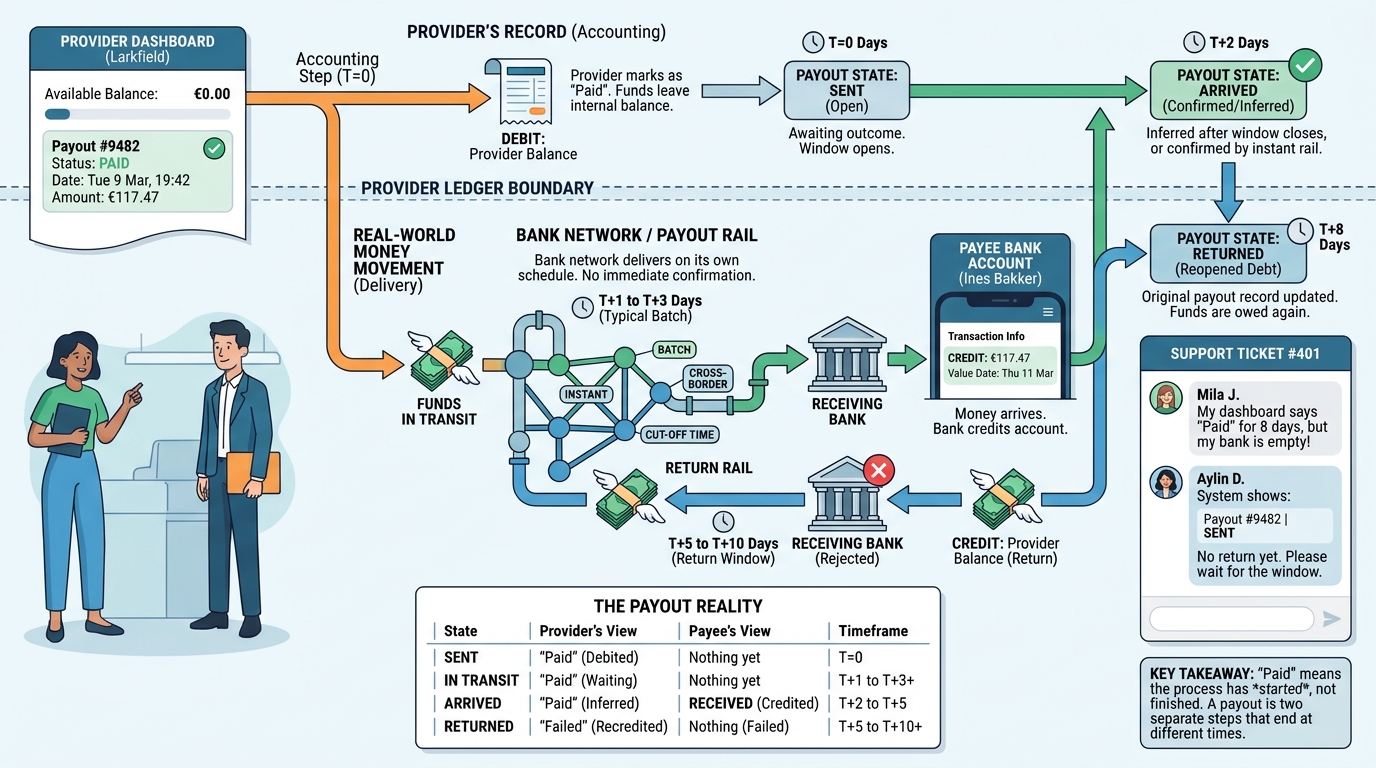 PROVIDER DASHBOARD
(Larkfield)
Available Balance: €0.00
Payout #9482
Status: PAID
Date: Tue 9 Mar, 19:42
Amount: €117.47
Accounting
Step (T=0)
PROVIDER'S RECORD (Accounting)
DEBIT:
Provider Balance
Provider marks as
"Paid". Funds leave
internal balance.
T=0 Days
PAYOUT STATE:
SENT
(Open)
Awaiting outcome.
Window opens.
T+2 Days
PAYOUT STATE:
ARRIVED
(Confirmed/Inferred)
Inferred after window closes,
or confirmed by instant rail.
PROVIDER LEDGER BOUNDARY
REAL-WORLD
MONEY
MOVEMENT
(Delivery)
BANK NETWORK / PAYOUT RAIL
Bank network delivers on its own
schedule. No immediate confirmation.
T+1 to T+3 Days
(Typical Batch)
FUNDS
IN TRANSIT
BATCH
INSTANT
CROSS-
BORDER
CUT-OFF TIME
RECEIVING
BANK
PAYEE BANK
ACCOUNT
(Ines Bakker)
Transaction Info
CREDIT: €117.47
Value Date: Thu 11 Mar
Money arrives.
Bank credits account.
T+8
Days
PAYOUT STATE:
RETURNED
(Reopened Debt)
Original payout record updated.
Funds are owed again.
RETURN RAIL
T+5 to T+10 Days
(Return Window)
RECEIVING BANK
(Rejected)
CREDIT: Provider
Balance (Return)
SUPPORT TICKET #401
Mila J.
My dashboard says
"Paid" for 8 days, but
my bank is empty!
Aylin D.
System shows:
Payout #9482 |
SENT
No return yet. Please
wait for the window.
THE PAYOUT REALITY
State Provider's View Payee's View Timeframe
SENT "Paid" (Debited) Nothing yet T=0
IN TRANSIT "Paid" (Waiting) Nothing yet T+1 to T+3+
ARRIVED "Paid" (Inferred) RECEIVED (Credited) T+2 to T+5
RETURNED "Failed" (Recredited) Nothing (Failed) T+5 to T+10+
KEY TAKEAWAY: "Paid" means
the process has *started*, not
finished. A payout is two
separate steps that end at
different times.